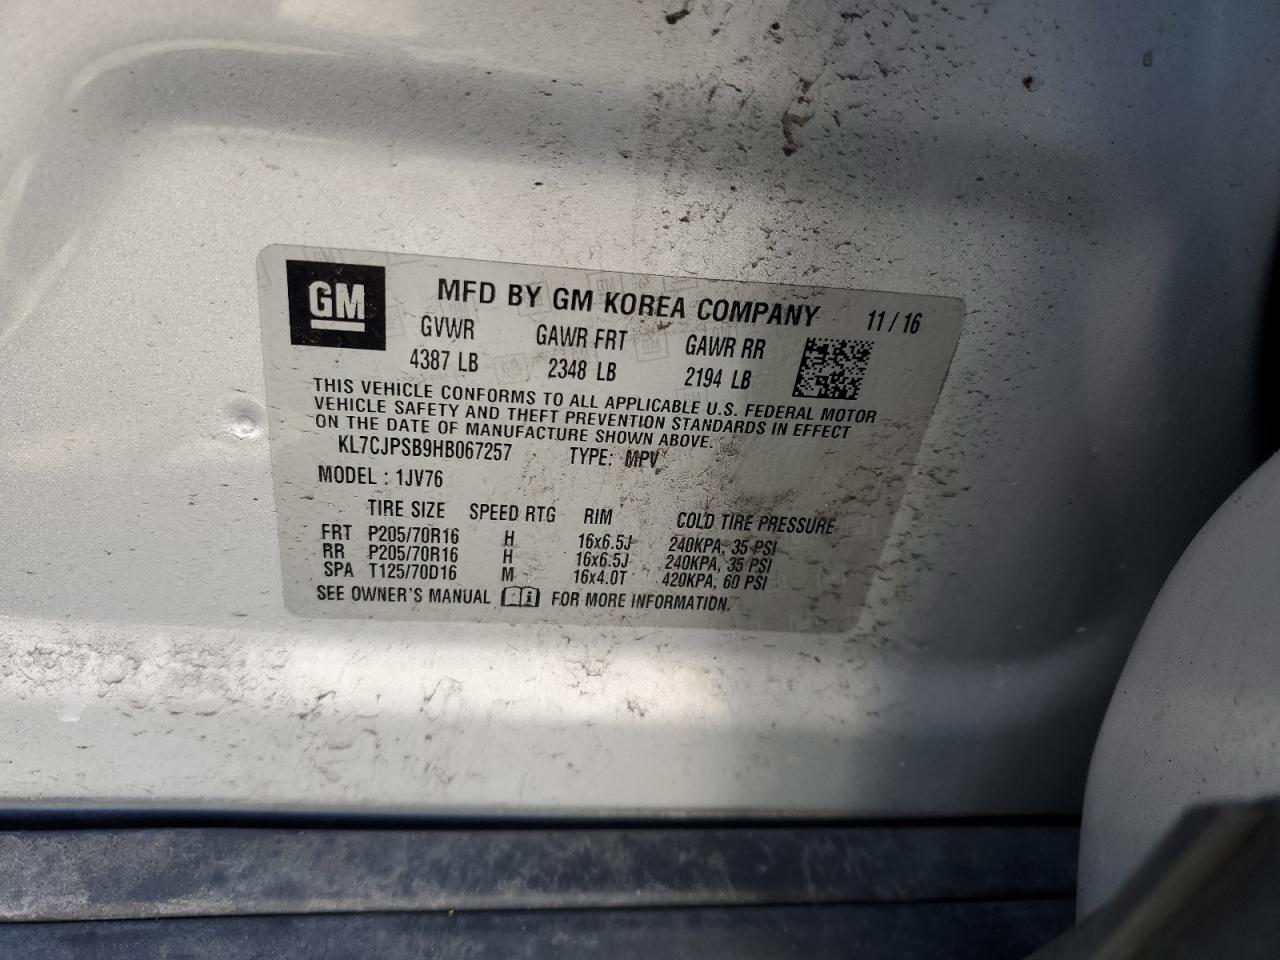 GM
MFD BY GM KOREA COMPANY 11 / 16
GVWR GAWR FRT GAWR RR
4387 LB 2348 LB 2194 LB
THIS VEHICLE CONFORMS TO ALL APPLICABLE U.S. FEDERAL MOTOR
VEHICLE SAFETY AND THEFT PREVENTION STANDARDS IN EFFECT
ON THE DATE OF MANUFACTURE SHOWN ABOVE.
KL7CJPSB9HB067257 TYPE: MPV
MODEL : 1JV76
TIRE SIZE SPEED RTG RIM COLD TIRE PRESSURE
FRT P205/70R16 H 16x6.5J 240KPA, 35 PSI
RR P205/70R16 H 16x6.5J 240KPA, 35 PSI
SPA T125/70D16 M 16x4.0T 420KPA, 60 PSI
SEE OWNER'S MANUAL FOR MORE INFORMATION.